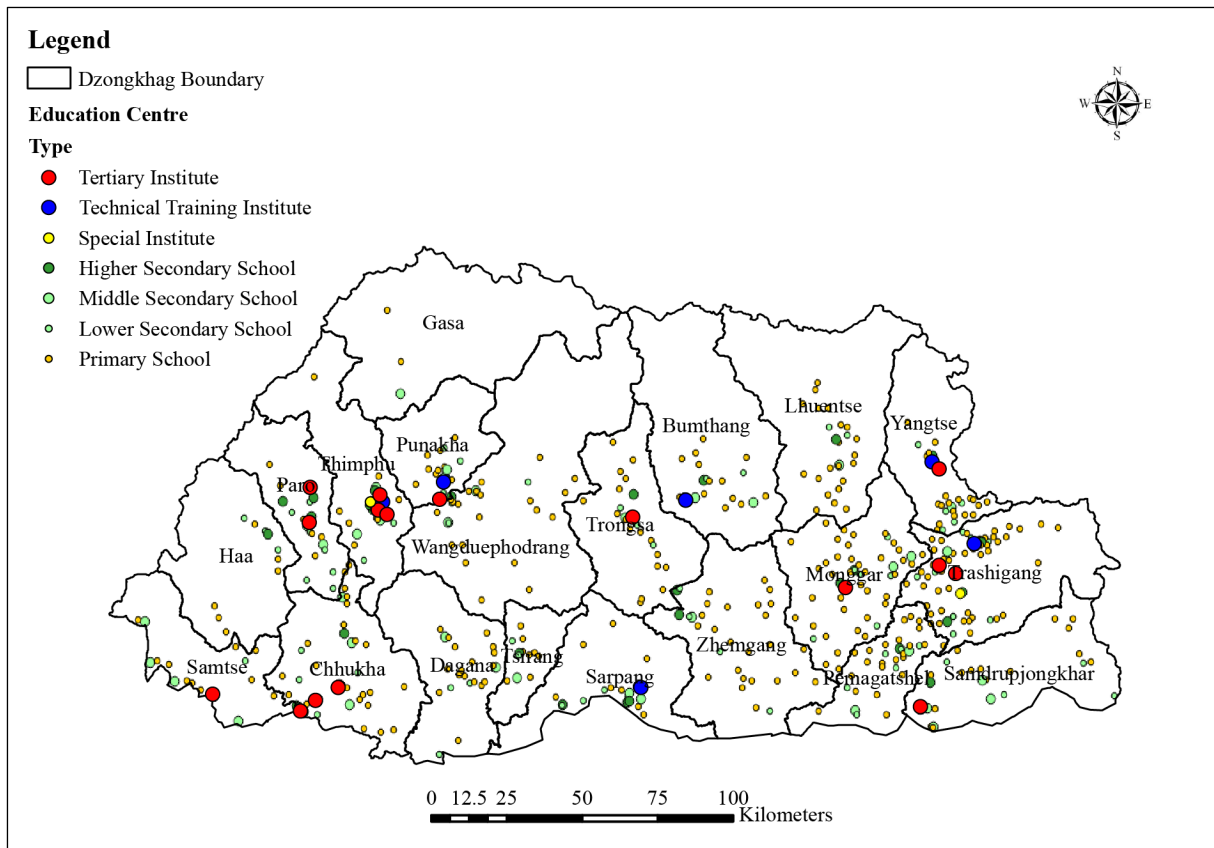 Legend
Dzongkhag Boundary
Education Centre
Type
Tertiary Institute
Technical Training Institute
Special Institute
Higher Secondary School
Middle Secondary School
Lower Secondary School
Primary School
N
W E
S
Gasa
Punakha
Thimphu
Paro
Haa
Wangduephodrang
Trongsa
Bumthang
Lhuentse
Yangtse
Monggar
Trashigang
Samtse
Chhukha
Dagana
Tsirang
Sarpang
Zhemgang
Pemagatshel
Samdrupjongkhar
0 12.5 25 50 75 100
Kilometers